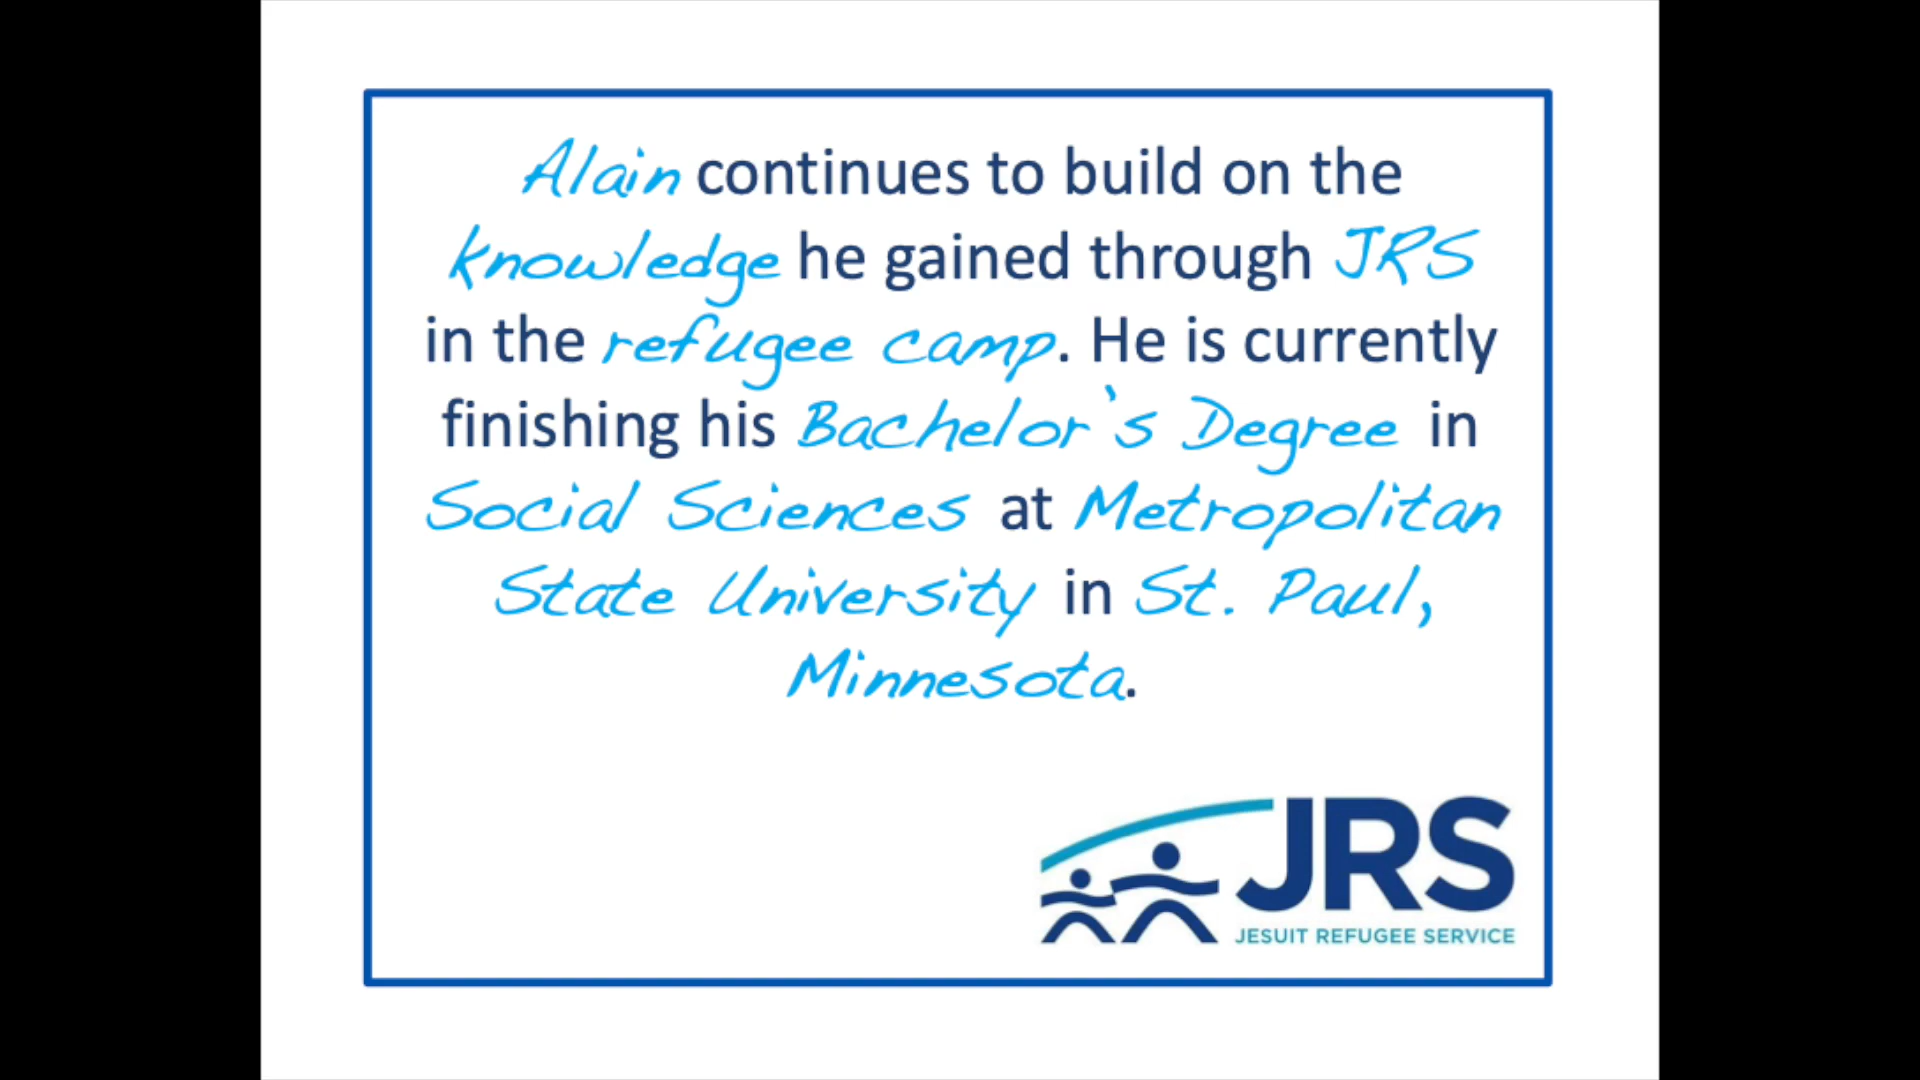 Alain continues to build on the
knowledge he gained through JRS
in the refugee camp. He is currently
finishing his Bachelor's Degree in
Social Sciences at Metropolitan
State University in St. Paul,
Minnesota.
JRS
JESUIT REFUGEE SERVICE